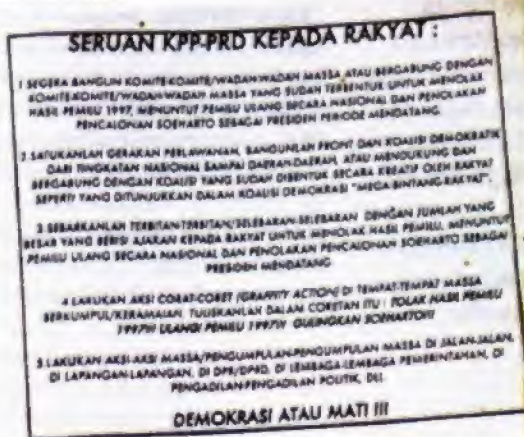 SERUAN KPP-PRD KEPADA RAKYAT :
1 SEGERA BANGUN KOMITE-KOMITE/WADAH-WADAH MASSA ATAU BERGABUNG DENGAN
KOMITE-KOMITE/WADAH-WADAH MASSA YANG SUDAH TERBENTUK UNTUK MENOLAK
HASIL PEMILU 1997, MENUNTUT PEMILU ULANG SECARA NASIONAL DAN PENOLAKAN
PENCALONAN SOEHARTO SEBAGAI PRESIDEN PERIODE MENDATANG.
2 SATUKANLAH GERAKAN PERLAWANAN, BANGUNLAH FRONT DAN KOALISI DEMOKRATIK
DARI TINGKATAN NASIONAL SAMPAI DAERAH-DAERAH, ATAU MENDUKUNG DAN
BERGABUNG DENGAN KOALISI YANG SUDAH DIBENTUK SECARA KREATIF OLEH RAKYAT
SEPERTI YANG DITUNJUKKAN DALAM KOALISI DEMOKRASI "MEGA-BINTANG-RAKYAT".
3 SEBARKANLAH TERBITAN-TERBITAN/SELEBARAN-SELEBARAN DENGAN JUMLAH YANG
BESAR YANG BERISI AJAKAN KEPADA RAKYAT UNTUK MENOLAK HASIL PEMILU, MENUNTUT
PEMILU ULANG SECARA NASIONAL DAN PENOLAKAN PENCALONAN SOEHARTO SEBAGAI
PRESIDEN MENDATANG
4 LAKUKAN AKSI CORAT-CORET (GRAFFITY ACTION) DI TEMPAT-TEMPAT MASSA
BERKUMPUL/KERAMAIAN. TULISKANLAH DALAM CORETAN ITU : TOLAK HASIL PEMILU
1997!!! ULANGI PEMILU 1997!!! GULINGKAN SOEHARTO!!!
5 LAKUKAN AKSI-AKSI MASSA/PENGUMPULAN-PENGUMPULAN MASSA DI JALAN-JALAN,
DI LAPANGAN-LAPANGAN, DI DPR/DPRD, DI LEMBAGA-LEMBAGA PEMERINTAHAN, DI
PENGADILAN-PENGADILAN POLITIK, DLL
DEMOKRASI ATAU MATI !!!